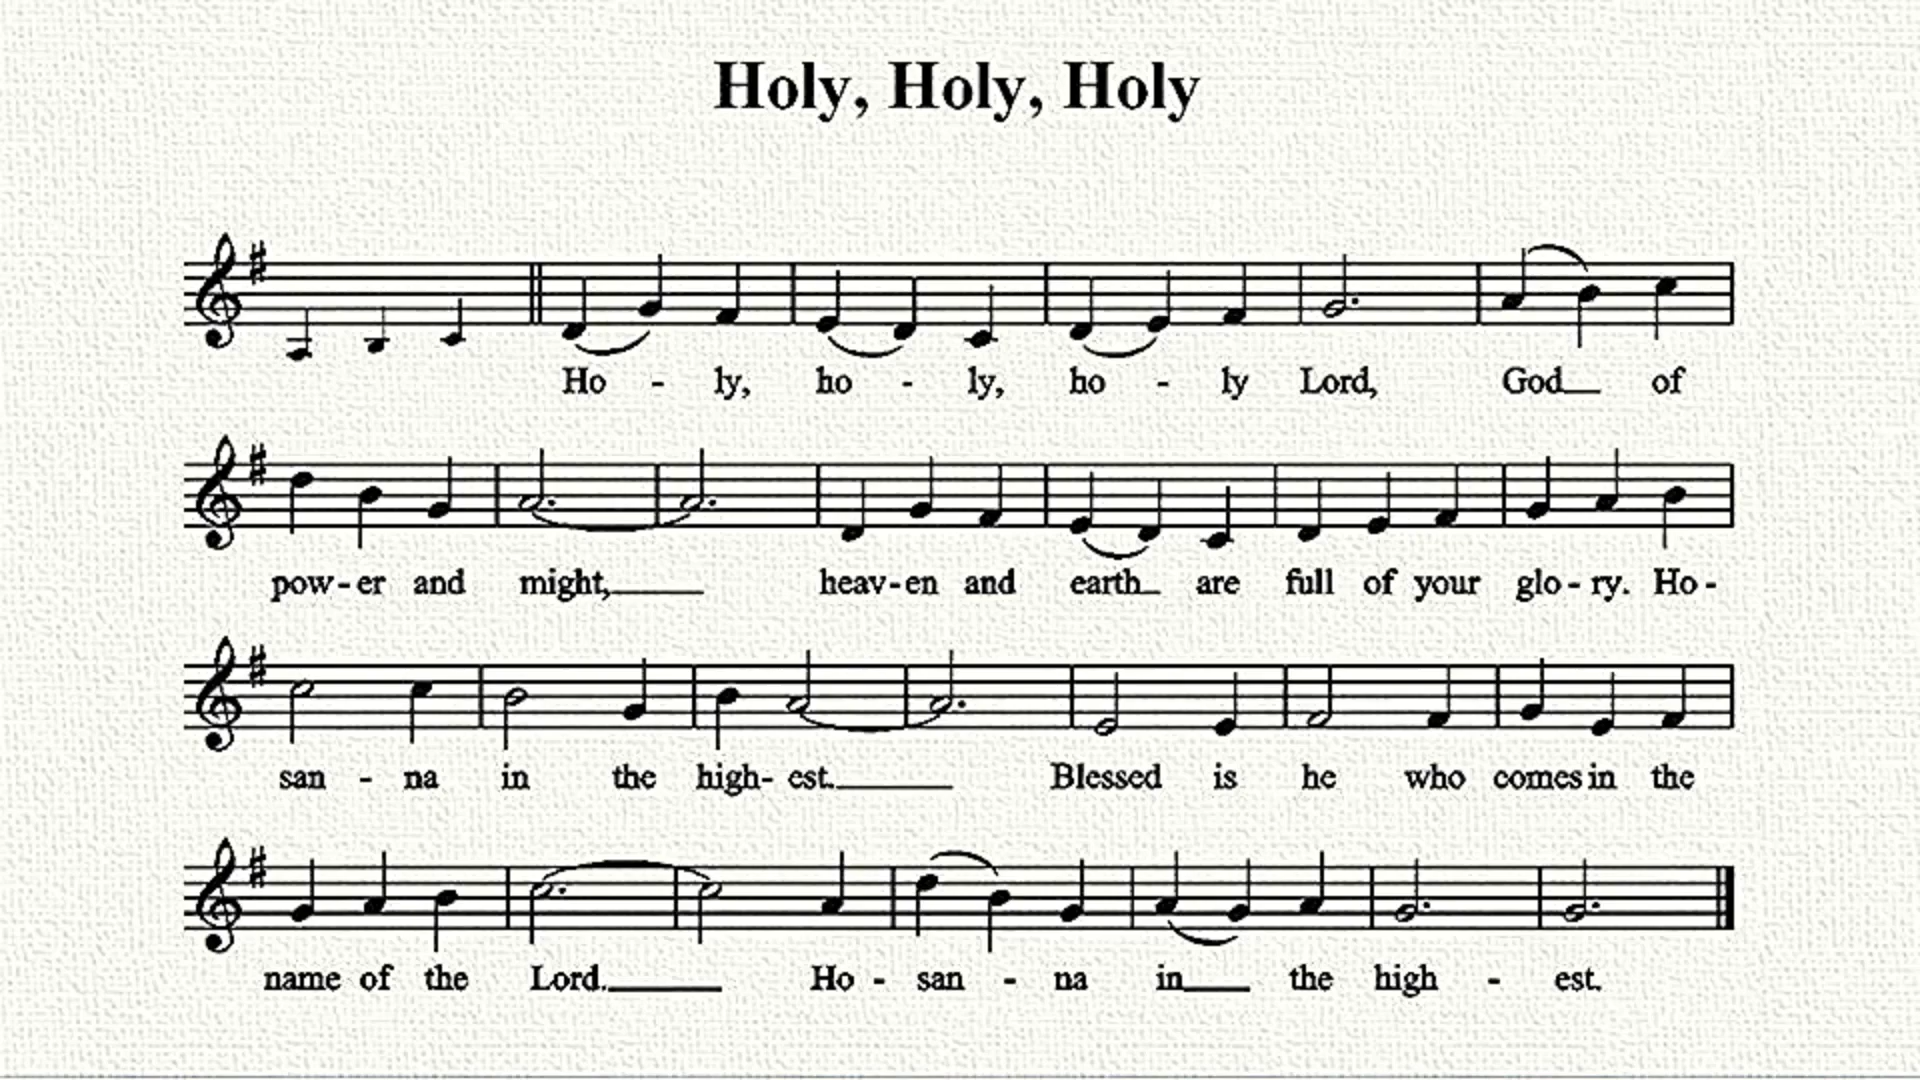 Holy, Holy, Holy
Ho - ly, ho - ly, ho - ly Lord, God of
pow - er and might, heav - en and earth are full of your glo - ry. Ho -
san - na in the high - est. Blessed is he who comes in the
name of the Lord. Ho - san - na in the high - est.